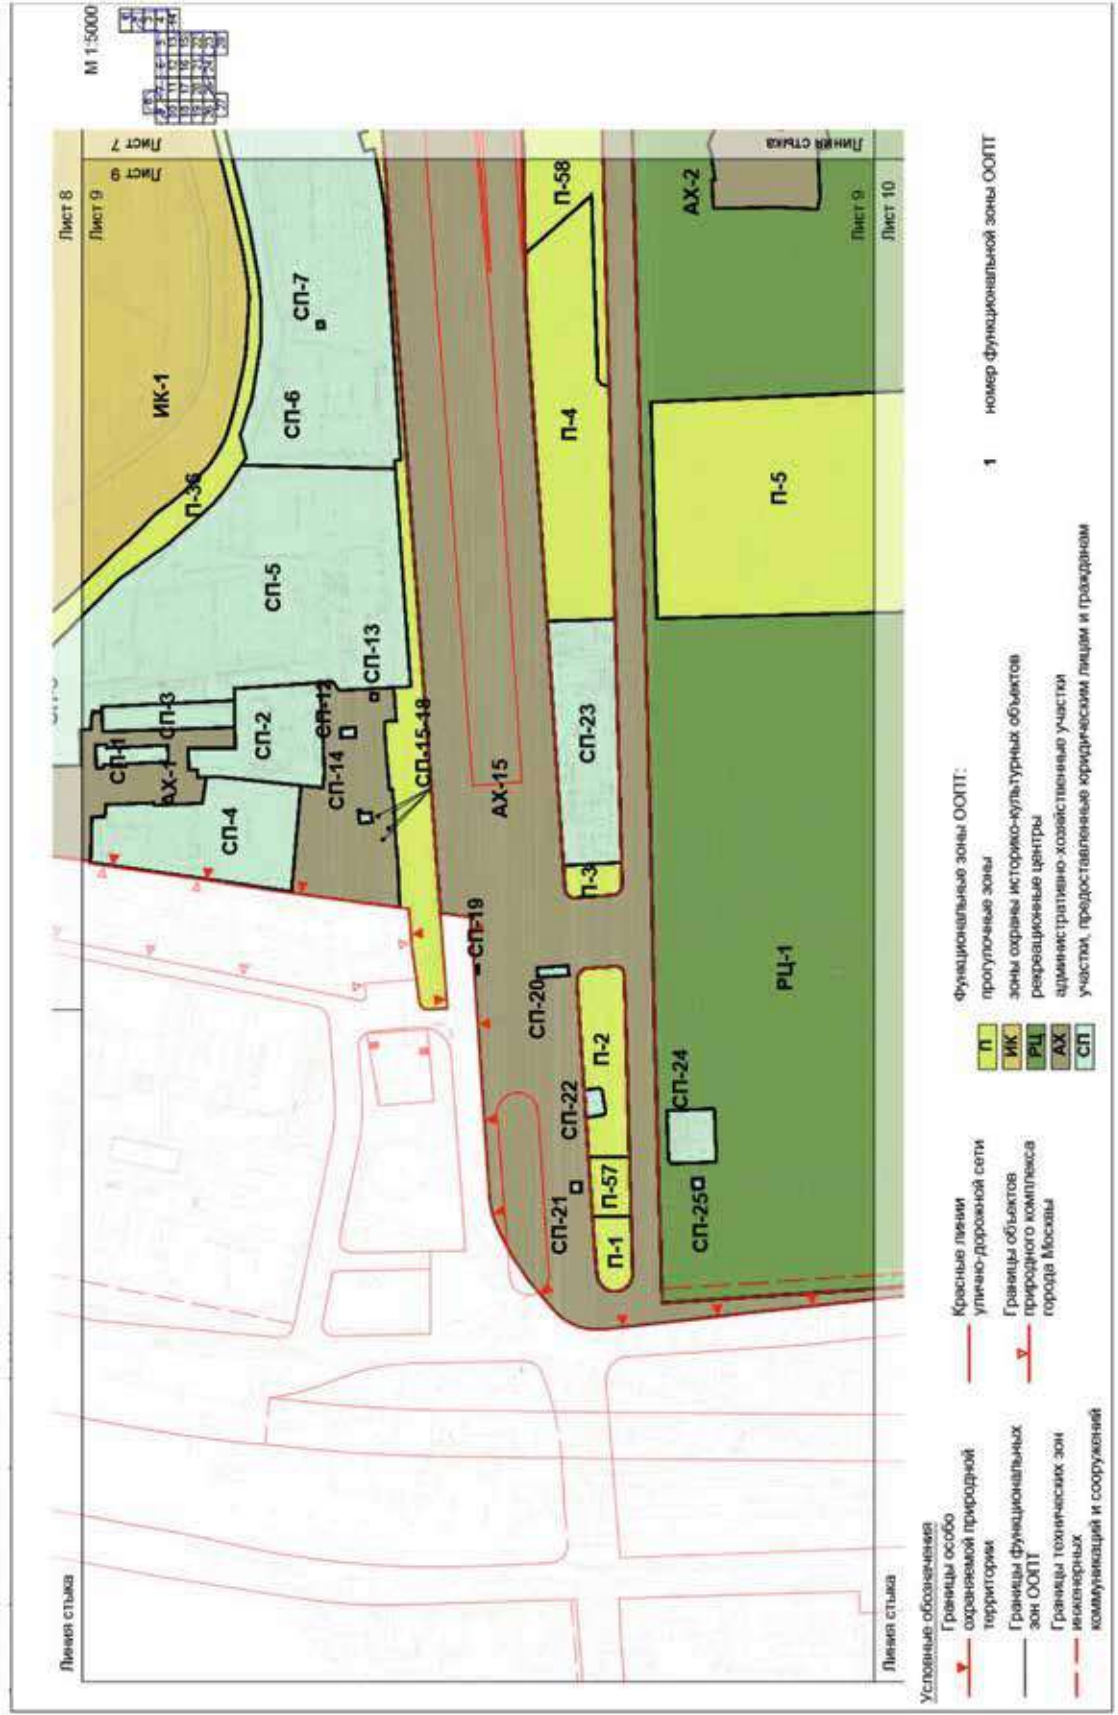 М 1:5000
Линия стыка
Лист 8
Лист 9
Лист 7
Лист 9
Линия стыка
ИК-1
П-36
СП-7
СП-6
СП-5
СП-13
СП-3
СП-1
АХ-1
СП-2
СП-12
СП-14
СП-4
СП-15-18
АХ-15
СП-19
СП-20
СП-21
СП-22
П-58
П-4
СП-23
П-3
П-2
П-57
П-1
АХ-2
П-5
РЦ-1
СП-24
СП-25
Линия стыка
Лист 9
Лист 10
Условные обозначения
Границы особо
охраняемой природной
территории
Границы функциональных
зон ООПТ
Границы технических зон
инженерных
коммуникаций и сооружений
Красные линии
улично-дорожной сети
Границы объектов
природного комплекса
города Москвы
Функциональные зоны ООПТ:
П прогулочные зоны
ИК зоны охраны историко-культурных объектов
РЦ рекреационные центры
АХ административно-хозяйственные участки
СП участки, предоставленные юридическим лицам и гражданам
1 номер функциональной зоны ООПТ